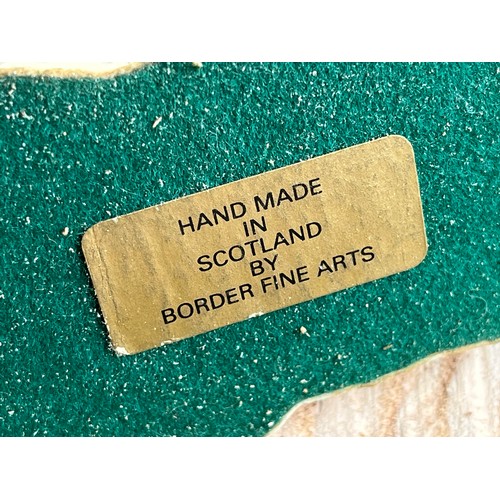 HAND MADE
IN
SCOTLAND
BY
BORDER FINE ARTS